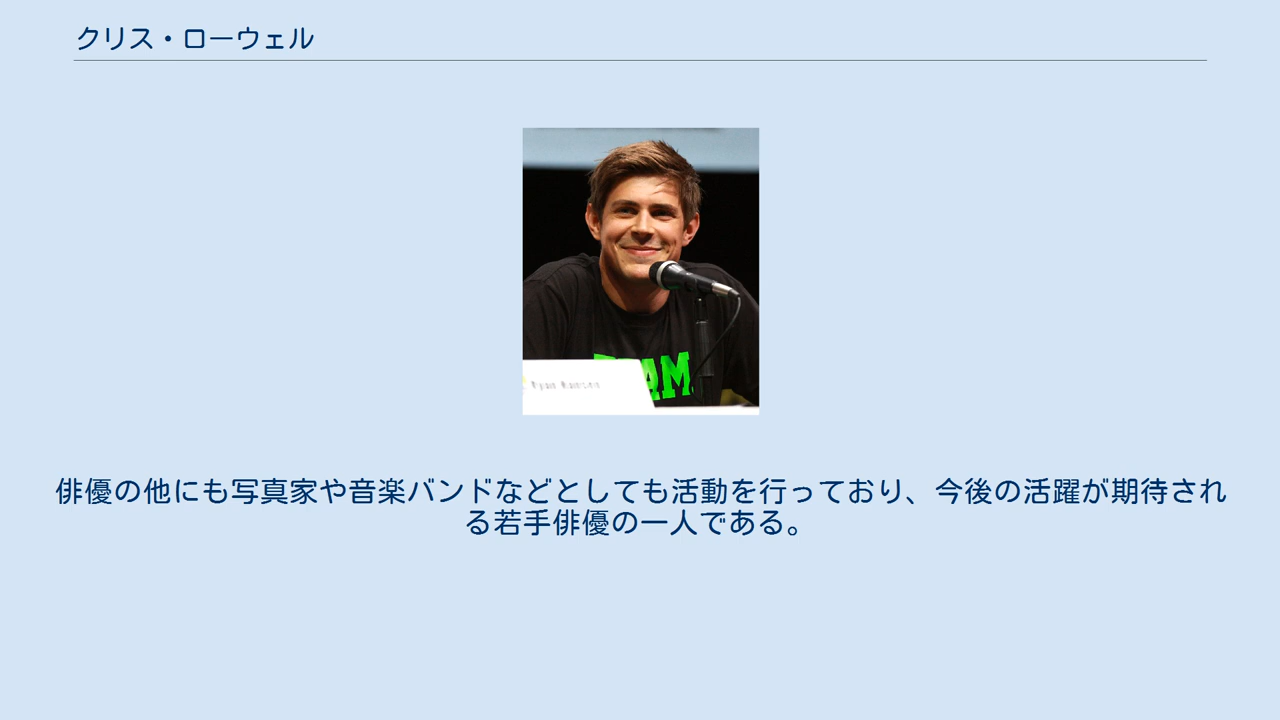 クリス・ローウェル
俳優の他にも写真家や音楽バンドなどとしても活動を行っており、今後の活躍が期待され
る若手俳優の一人である。